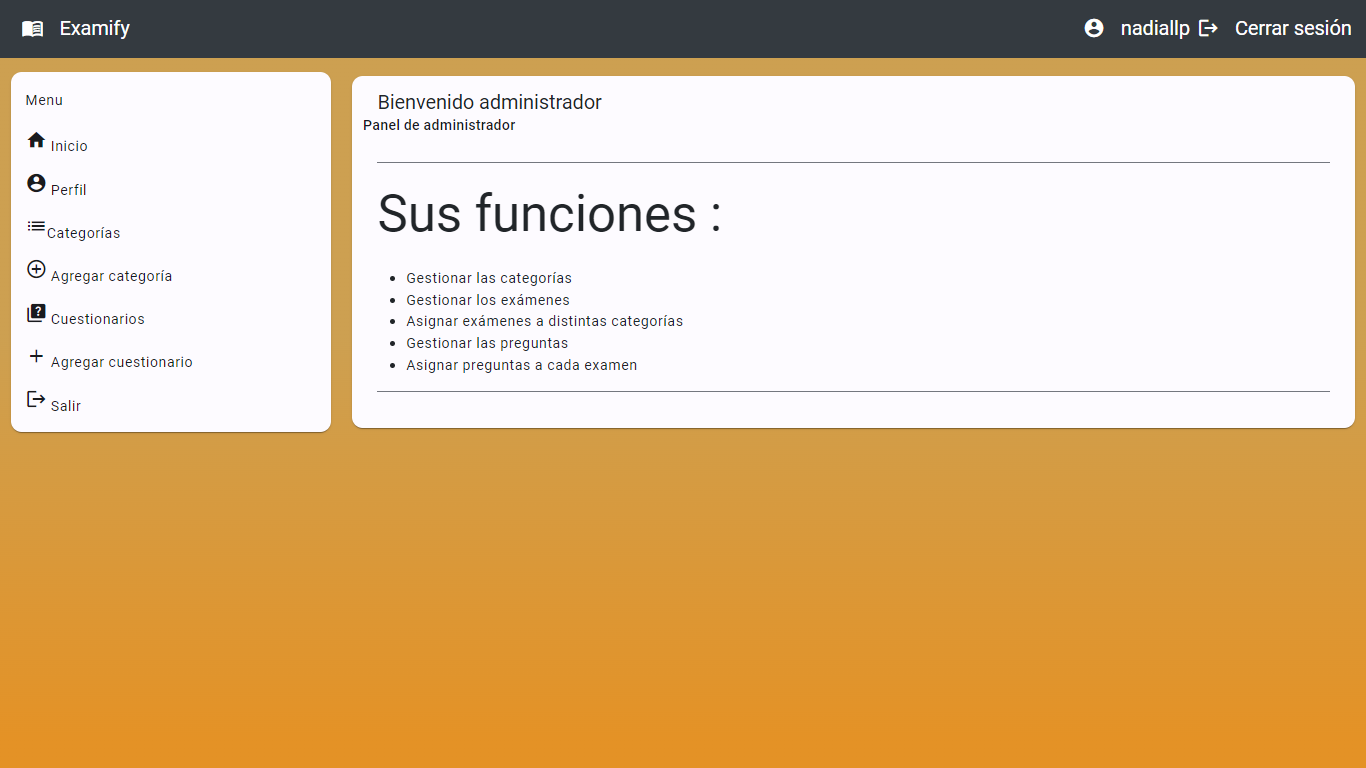 Examify
nadiallp
Cerrar sesión
Menu
Inicio
Perfil
Categorías
Agregar categoría
Cuestionarios
Agregar cuestionario
Salir
Bienvenido administrador
Panel de administrador
Sus funciones :
Gestionar las categorías
Gestionar los exámenes
Asignar exámenes a distintas categorías
Gestionar las preguntas
Asignar preguntas a cada examen